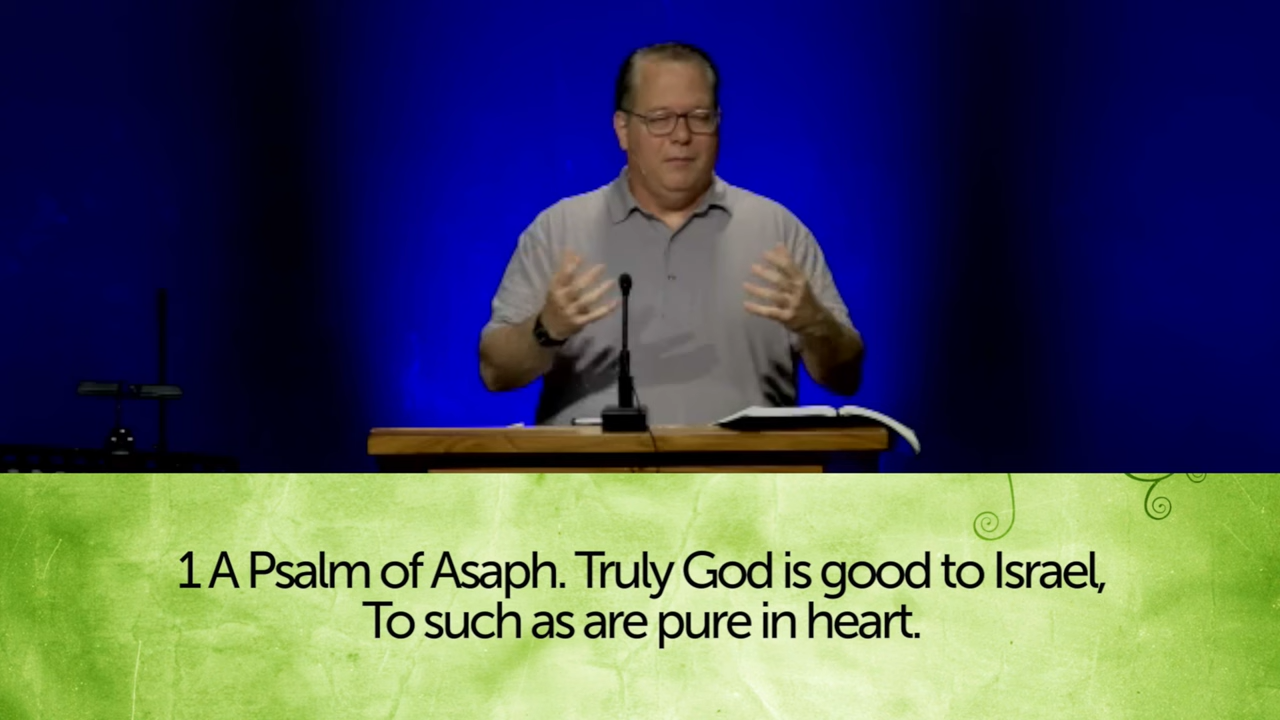 1 A Psalm of Asaph. Truly God is good to Israel,
To such as are pure in heart.